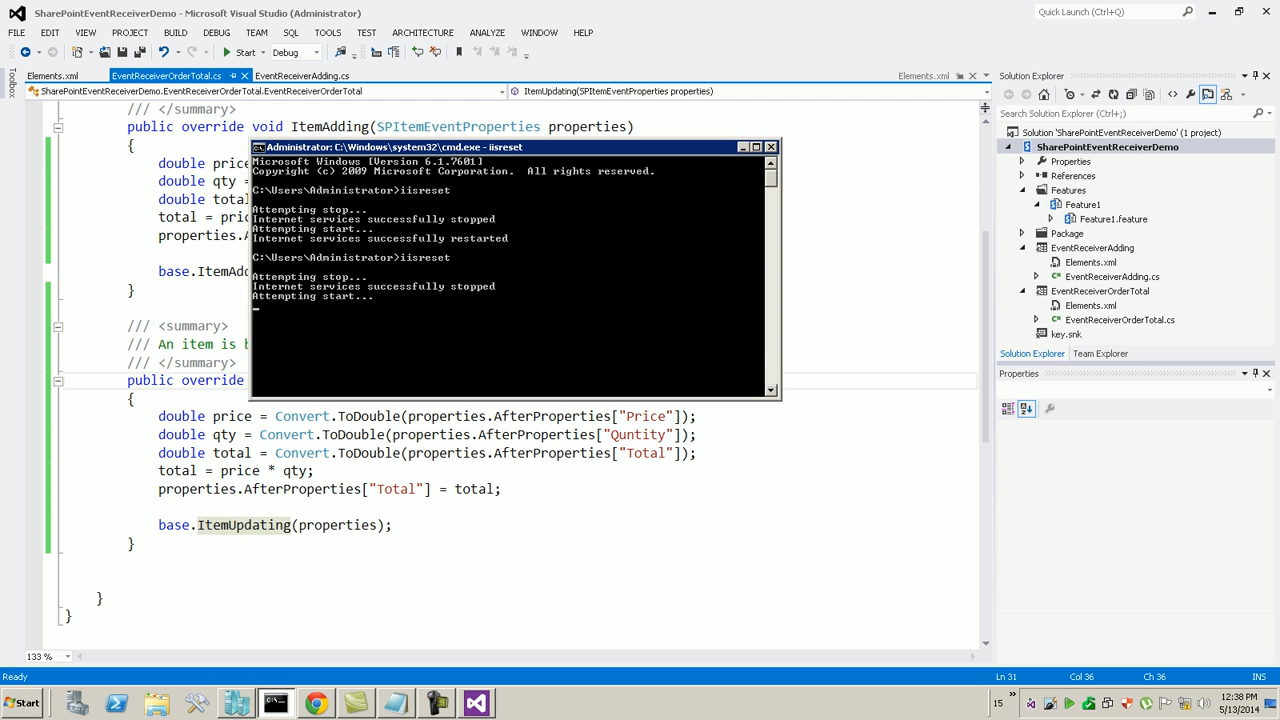 SharePointEventReceiverDemo - Microsoft Visual Studio (Administrator)
Quick Launch (Ctrl+Q)
FILE EDIT VIEW PROJECT BUILD DEBUG TEAM SQL TOOLS TEST ARCHITECTURE ANALYZE WINDOW HELP
Start Debug
Toolbox
Elements.xml EventReceiverOrderTotal.cs EventReceiverAdding.cs Elements.xml
SharePointEventReceiverDemo.EventReceiverOrderTotal.EventReceiverOrderTotal ItemUpdating(SPItemEventProperties properties)
/// </summary>
public override void ItemAdding(SPItemEventProperties properties)
{
double price
double qty =
double total
total = pric
properties.A
base.ItemAdd
}
/// <summary>
/// An item is b
/// </summary>
public override
{
double price = Convert.ToDouble(properties.AfterProperties["Price"]);
double qty = Convert.ToDouble(properties.AfterProperties["Quntity"]);
double total = Convert.ToDouble(properties.AfterProperties["Total"]);
total = price * qty;
properties.AfterProperties["Total"] = total;
base.ItemUpdating(properties);
}
}
}
133 %
Administrator: C:\Windows\system32\cmd.exe - iisreset
Microsoft Windows [Version 6.1.7601]
Copyright (c) 2009 Microsoft Corporation. All rights reserved.
C:\Users\Administrator>iisreset
Attempting stop...
Internet services successfully stopped
Attempting start...
Internet services successfully restarted
C:\Users\Administrator>iisreset
Attempting stop...
Internet services successfully stopped
Attempting start...
Solution Explorer
Search Solution Explorer (Ctrl+;)
Solution 'SharePointEventReceiverDemo' (1 project)
SharePointEventReceiverDemo
Properties
References
Features
Feature1
Feature1.feature
Package
EventReceiverAdding
Elements.xml
EventReceiverAdding.cs
EventReceiverOrderTotal
Elements.xml
EventReceiverOrderTotal.cs
key.snk
Solution Explorer Team Explorer
Properties
Ready Ln 31 Col 36 Ch 36 INS
Start
15
12:38 PM
5/13/2014